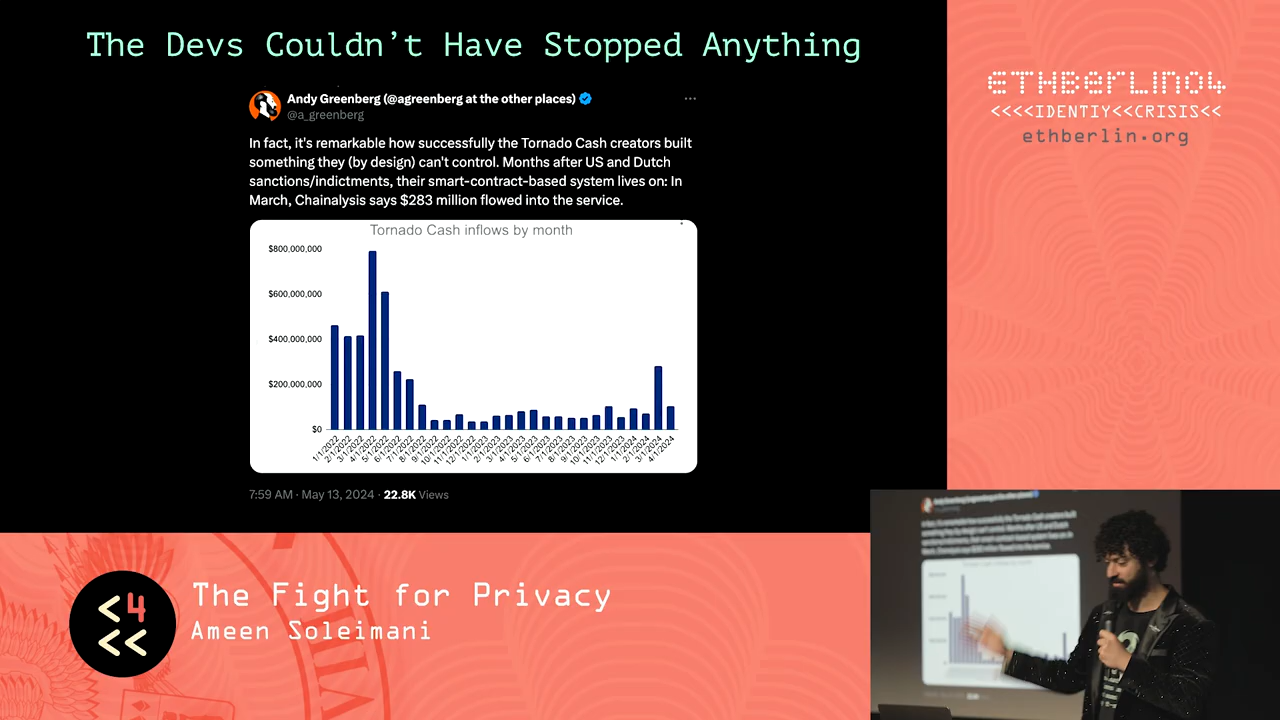 The Devs Couldn't Have Stopped Anything
Andy Greenberg (@agreenberg at the other places)
@a_greenberg
In fact, it's remarkable how successfully the Tornado Cash creators built
something they (by design) can't control. Months after US and Dutch
sanctions/indictments, their smart-contract-based system lives on: In
March, Chainalysis says $283 million flowed into the service.
Tornado Cash inflows by month
$800,000,000
$600,000,000
$400,000,000
$200,000,000
$0
1/1/2022
2/1/2022
3/1/2022
4/1/2022
5/1/2022
6/1/2022
7/1/2022
8/1/2022
9/1/2022
10/1/2022
11/1/2022
12/1/2022
1/1/2023
2/1/2023
3/1/2023
4/1/2023
5/1/2023
6/1/2023
7/1/2023
8/1/2023
9/1/2023
10/1/2023
11/1/2023
12/1/2023
1/1/2024
2/1/2024
3/1/2024
4/1/2024
7:59 AM · May 13, 2024 · 22.8K Views
ETHBerlin04
<<<<IDENTIY<<CRISIS<<
ethberlin.org
<4
<<
The Fight for Privacy
Ameen Soleimani
VIII